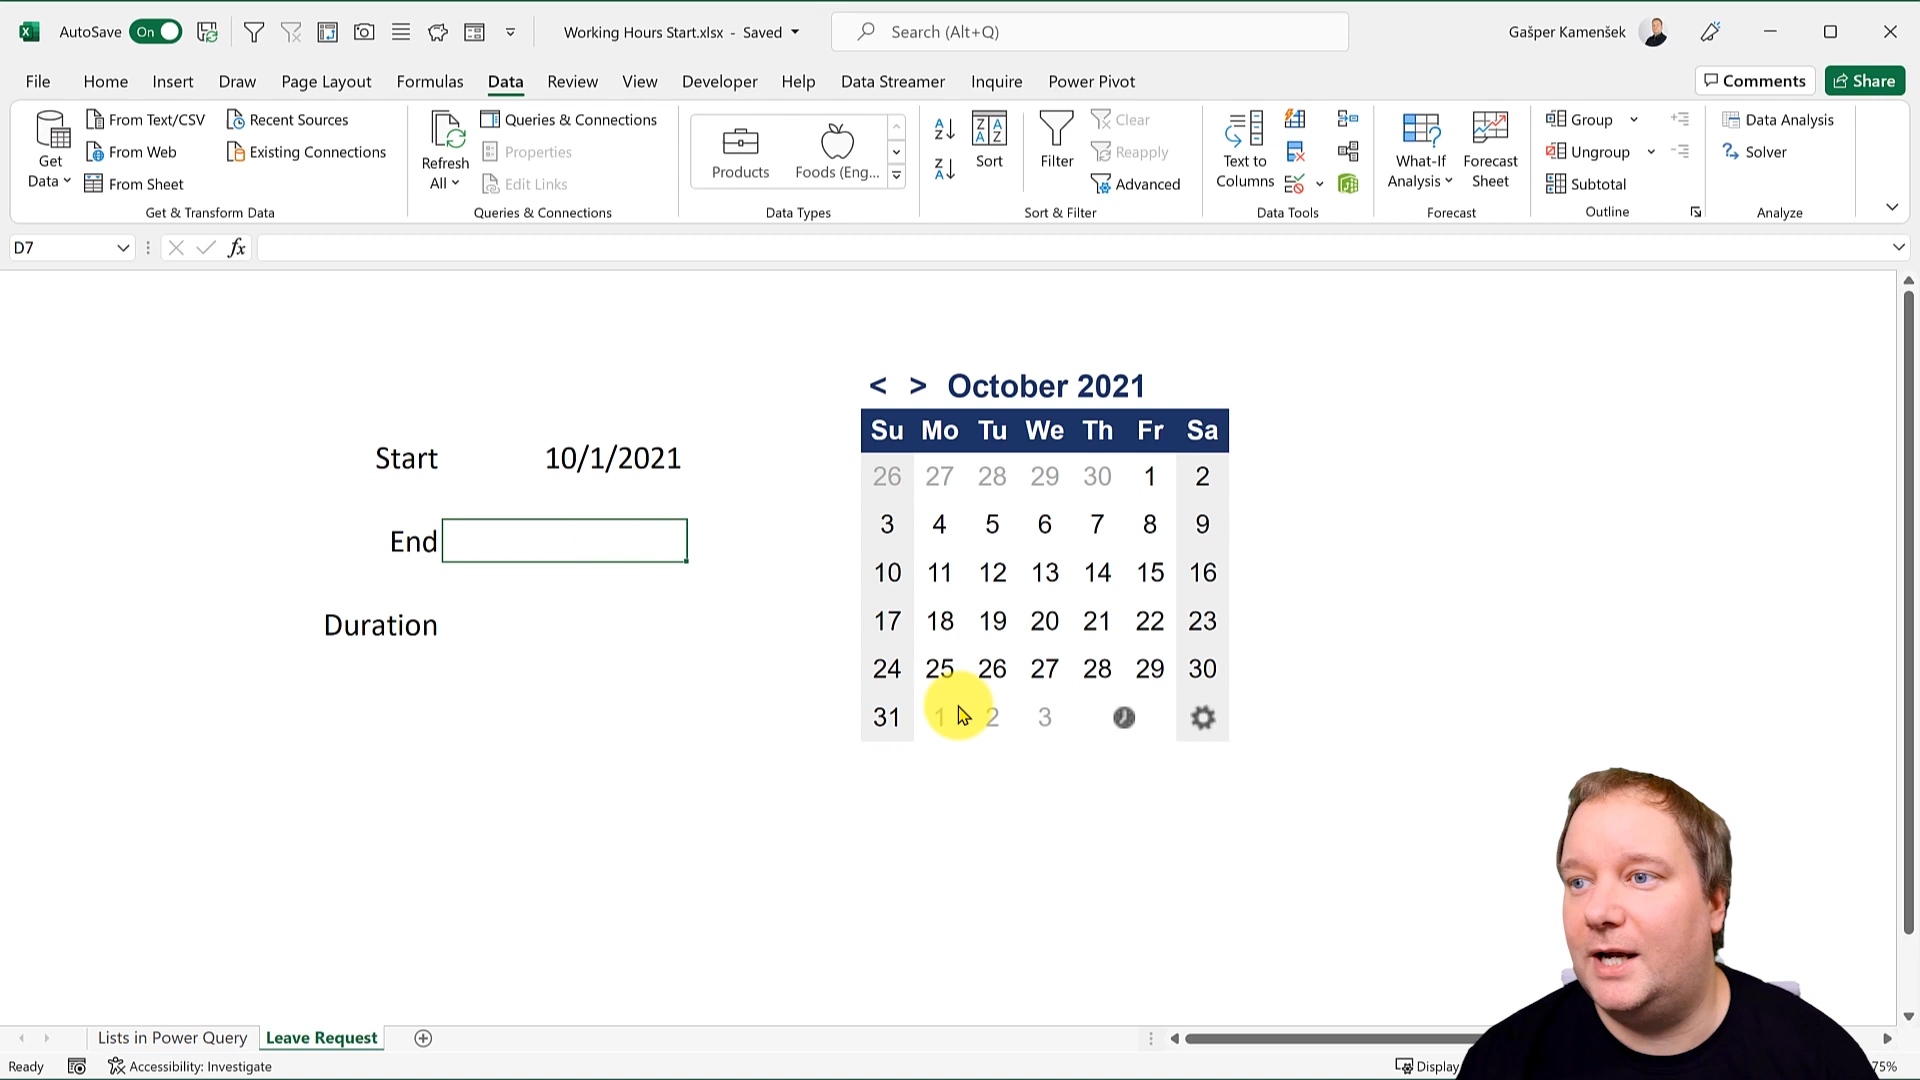 AutoSave On Working Hours Start.xlsx - Saved Search (Alt+Q) Gašper Kamenšek
File Home Insert Draw Page Layout Formulas Data Review View Developer Help Data Streamer Inquire Power Pivot Comments Share
Get Data
From Text/CSV
From Web
From Sheet
Recent Sources
Existing Connections
Get & Transform Data
Refresh All
Queries & Connections
Properties
Edit Links
Queries & Connections
Products
Foods (Eng...
Data Types
Sort
Filter
Clear
Reapply
Advanced
Sort & Filter
Text to Columns
Data Tools
What-If Analysis
Forecast Sheet
Forecast
Group
Ungroup
Subtotal
Outline
Data Analysis
Solver
Analyze
D7 fx
< > October 2021
Su Mo Tu We Th Fr Sa
26 27 28 29 30 1 2
3 4 5 6 7 8 9
10 11 12 13 14 15 16
17 18 19 20 21 22 23
24 25 26 27 28 29 30
31 1 2 3
Start 10/1/2021
End
Duration
Lists in Power Query Leave Request
Ready Accessibility: Investigate Display 75%